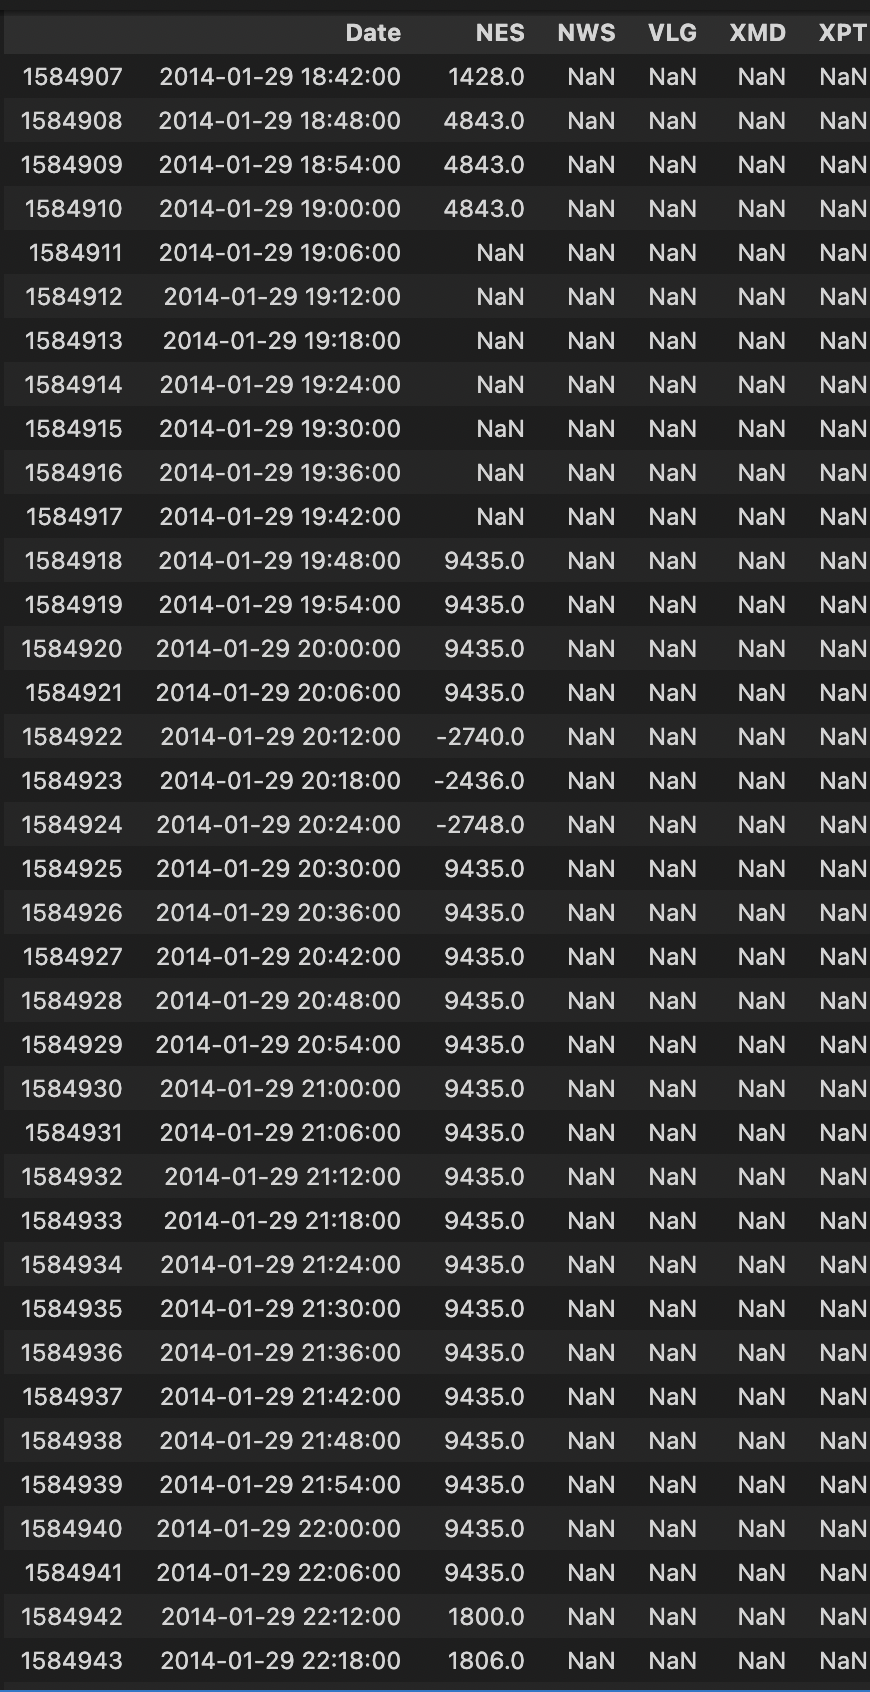 Date NES NWS VLG XMD XPT
1584907 2014-01-29 18:42:00 1428.0 NaN NaN NaN NaN
1584908 2014-01-29 18:48:00 4843.0 NaN NaN NaN NaN
1584909 2014-01-29 18:54:00 4843.0 NaN NaN NaN NaN
1584910 2014-01-29 19:00:00 4843.0 NaN NaN NaN NaN
1584911 2014-01-29 19:06:00 NaN NaN NaN NaN NaN
1584912 2014-01-29 19:12:00 NaN NaN NaN NaN NaN
1584913 2014-01-29 19:18:00 NaN NaN NaN NaN NaN
1584914 2014-01-29 19:24:00 NaN NaN NaN NaN NaN
1584915 2014-01-29 19:30:00 NaN NaN NaN NaN NaN
1584916 2014-01-29 19:36:00 NaN NaN NaN NaN NaN
1584917 2014-01-29 19:42:00 NaN NaN NaN NaN NaN
1584918 2014-01-29 19:48:00 9435.0 NaN NaN NaN NaN
1584919 2014-01-29 19:54:00 9435.0 NaN NaN NaN NaN
1584920 2014-01-29 20:00:00 9435.0 NaN NaN NaN NaN
1584921 2014-01-29 20:06:00 9435.0 NaN NaN NaN NaN
1584922 2014-01-29 20:12:00 -2740.0 NaN NaN NaN NaN
1584923 2014-01-29 20:18:00 -2436.0 NaN NaN NaN NaN
1584924 2014-01-29 20:24:00 -2748.0 NaN NaN NaN NaN
1584925 2014-01-29 20:30:00 9435.0 NaN NaN NaN NaN
1584926 2014-01-29 20:36:00 9435.0 NaN NaN NaN NaN
1584927 2014-01-29 20:42:00 9435.0 NaN NaN NaN NaN
1584928 2014-01-29 20:48:00 9435.0 NaN NaN NaN NaN
1584929 2014-01-29 20:54:00 9435.0 NaN NaN NaN NaN
1584930 2014-01-29 21:00:00 9435.0 NaN NaN NaN NaN
1584931 2014-01-29 21:06:00 9435.0 NaN NaN NaN NaN
1584932 2014-01-29 21:12:00 9435.0 NaN NaN NaN NaN
1584933 2014-01-29 21:18:00 9435.0 NaN NaN NaN NaN
1584934 2014-01-29 21:24:00 9435.0 NaN NaN NaN NaN
1584935 2014-01-29 21:30:00 9435.0 NaN NaN NaN NaN
1584936 2014-01-29 21:36:00 9435.0 NaN NaN NaN NaN
1584937 2014-01-29 21:42:00 9435.0 NaN NaN NaN NaN
1584938 2014-01-29 21:48:00 9435.0 NaN NaN NaN NaN
1584939 2014-01-29 21:54:00 9435.0 NaN NaN NaN NaN
1584940 2014-01-29 22:00:00 9435.0 NaN NaN NaN NaN
1584941 2014-01-29 22:06:00 9435.0 NaN NaN NaN NaN
1584942 2014-01-29 22:12:00 1800.0 NaN NaN NaN NaN
1584943 2014-01-29 22:18:00 1806.0 NaN NaN NaN NaN